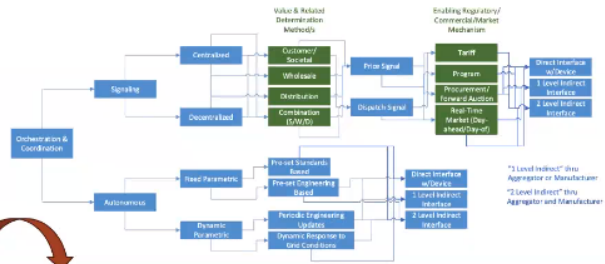 Value & Related
Determination
Method/s
Enabling Regulatory/
Commercial/Market
Mechanism
Centralized
Customer/
Societal
Wholesale
Distribution
Combination
(S/W/D)
Price Signal
Dispatch Signal
Tariff
Program
Procurement/
Forward Auction
Real-Time
Market (Day-
ahead/Day-of)
Direct Interface
w/Device
1 Level Indirect
Interface
2 Level Indirect
Interface
Signaling
Decentralized
Orchestration &
Coordination
Autonomous
Fixed Parametric
Pre-set Standards
Based
Pre-set Engineering
Based
Dynamic
Parametric
Periodic Engineering
Updates
Dynamic Response to
Grid Conditions
Direct Interface
w/Device
1 Level Indirect
Interface
2 Level Indirect
Interface
"1 Level Indirect" thru
Aggregator or Manufacturer
"2 Level Indirect" thru
Aggregator and Manufacturer